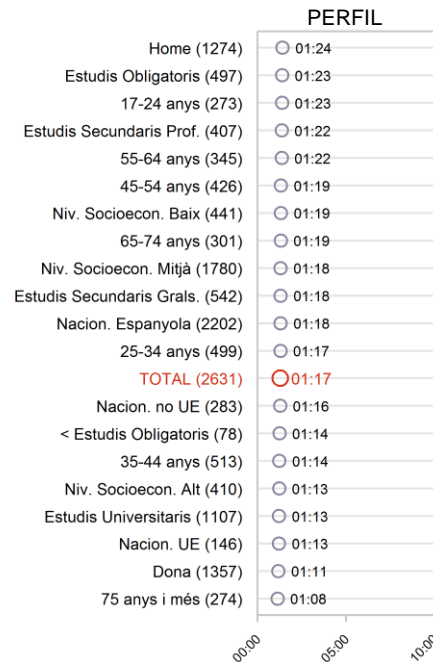 PERFIL
Home (1274) 01:24
Estudis Obligatoris (497) 01:23
17-24 anys (273) 01:23
Estudis Secundaris Prof. (407) 01:22
55-64 anys (345) 01:22
45-54 anys (426) 01:19
Niv. Socioecon. Baix (441) 01:19
65-74 anys (301) 01:19
Niv. Socioecon. Mitjà (1780) 01:18
Estudis Secundaris Grals. (542) 01:18
Nacion. Espanyola (2202) 01:18
25-34 anys (499) 01:17
TOTAL (2631) 01:17
Nacion. no UE (283) 01:16
< Estudis Obligatoris (78) 01:14
35-44 anys (513) 01:14
Niv. Socioecon. Alt (410) 01:13
Estudis Universitaris (1107) 01:13
Nacion. UE (146) 01:13
Dona (1357) 01:11
75 anys i més (274) 01:08
00:00 05:00 10:00